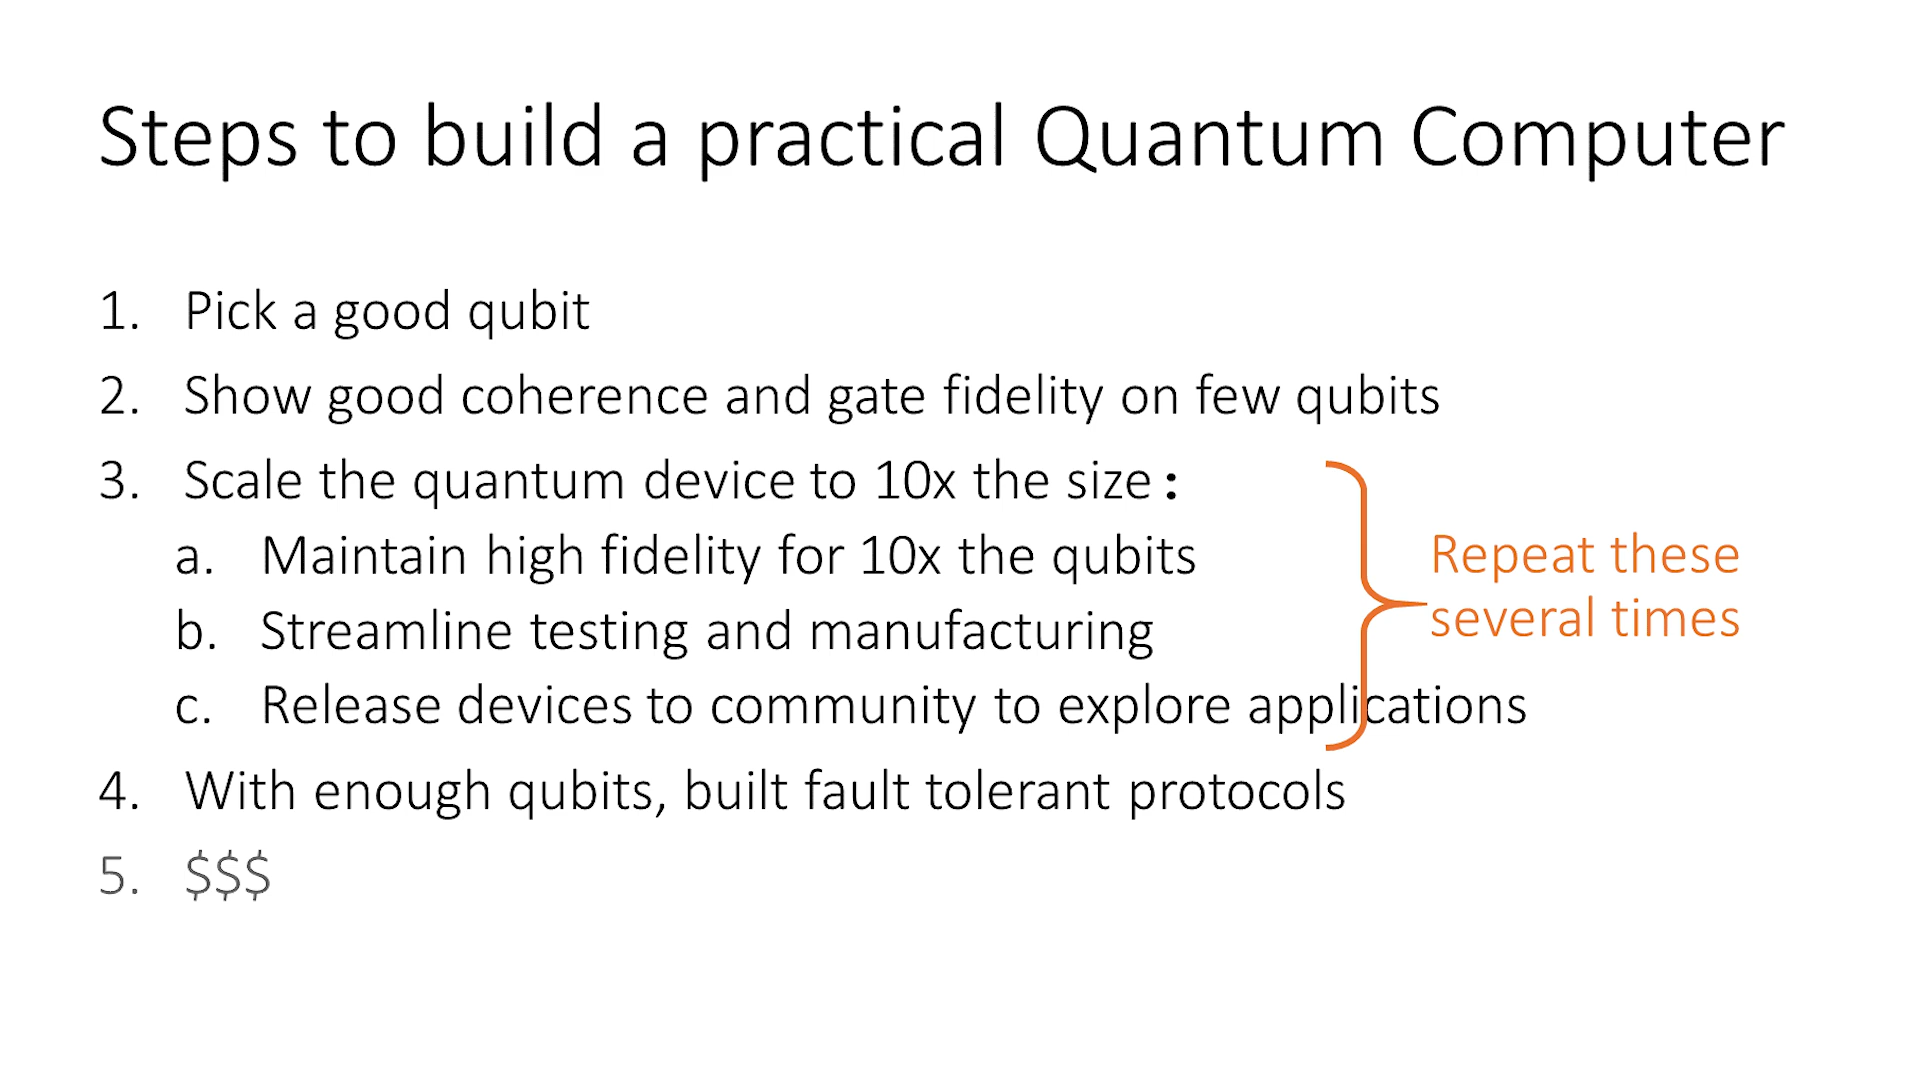 Steps to build a practical Quantum Computer
1. Pick a good qubit
2. Show good coherence and gate fidelity on few qubits
3. Scale the quantum device to 10x the size:
a. Maintain high fidelity for 10x the qubits
b. Streamline testing and manufacturing
c. Release devices to community to explore applications
Repeat these
several times
4. With enough qubits, built fault tolerant protocols
5. $$$